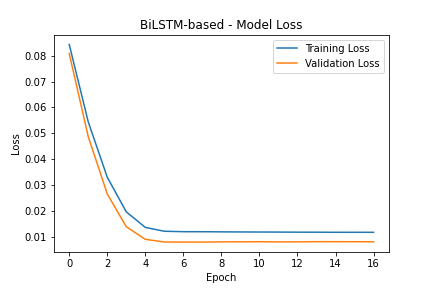 BiLSTM-based - Model Loss
Training Loss
Validation Loss
0.08
0.07
0.06
0.05
0.04
0.03
0.02
0.01
Loss
0 2 4 6 8 10 12 14 16
Epoch